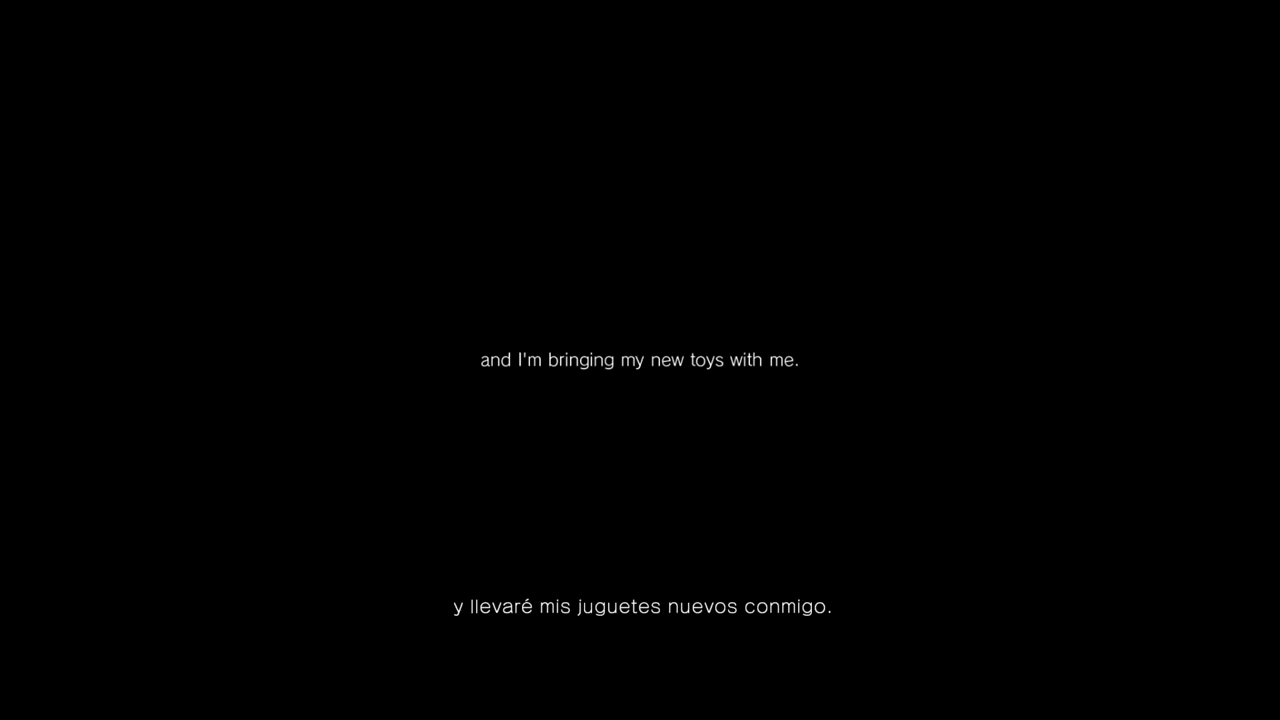 and I'm bringing my new toys with me.
y llevaré mis juguetes nuevos conmigo.